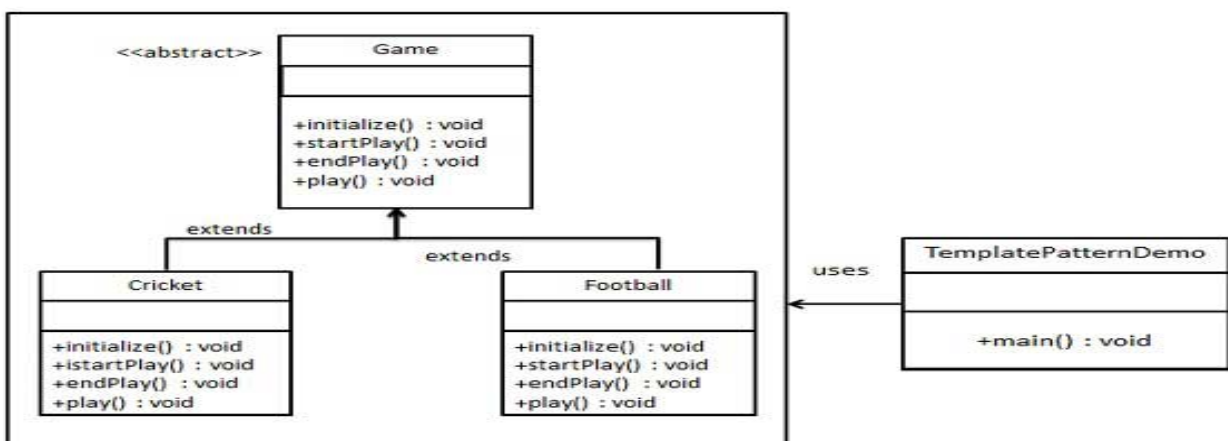 <<abstract>>
Game
+initialize() : void
+startPlay() : void
+endPlay() : void
+play() : void
extends
extends
Cricket
+initialize() : void
+istartPlay() : void
+endPlay() : void
+play() : void
Football
+initialize() : void
+startPlay() : void
+endPlay() : void
+play() : void
uses
TemplatePatternDemo
+main() : void